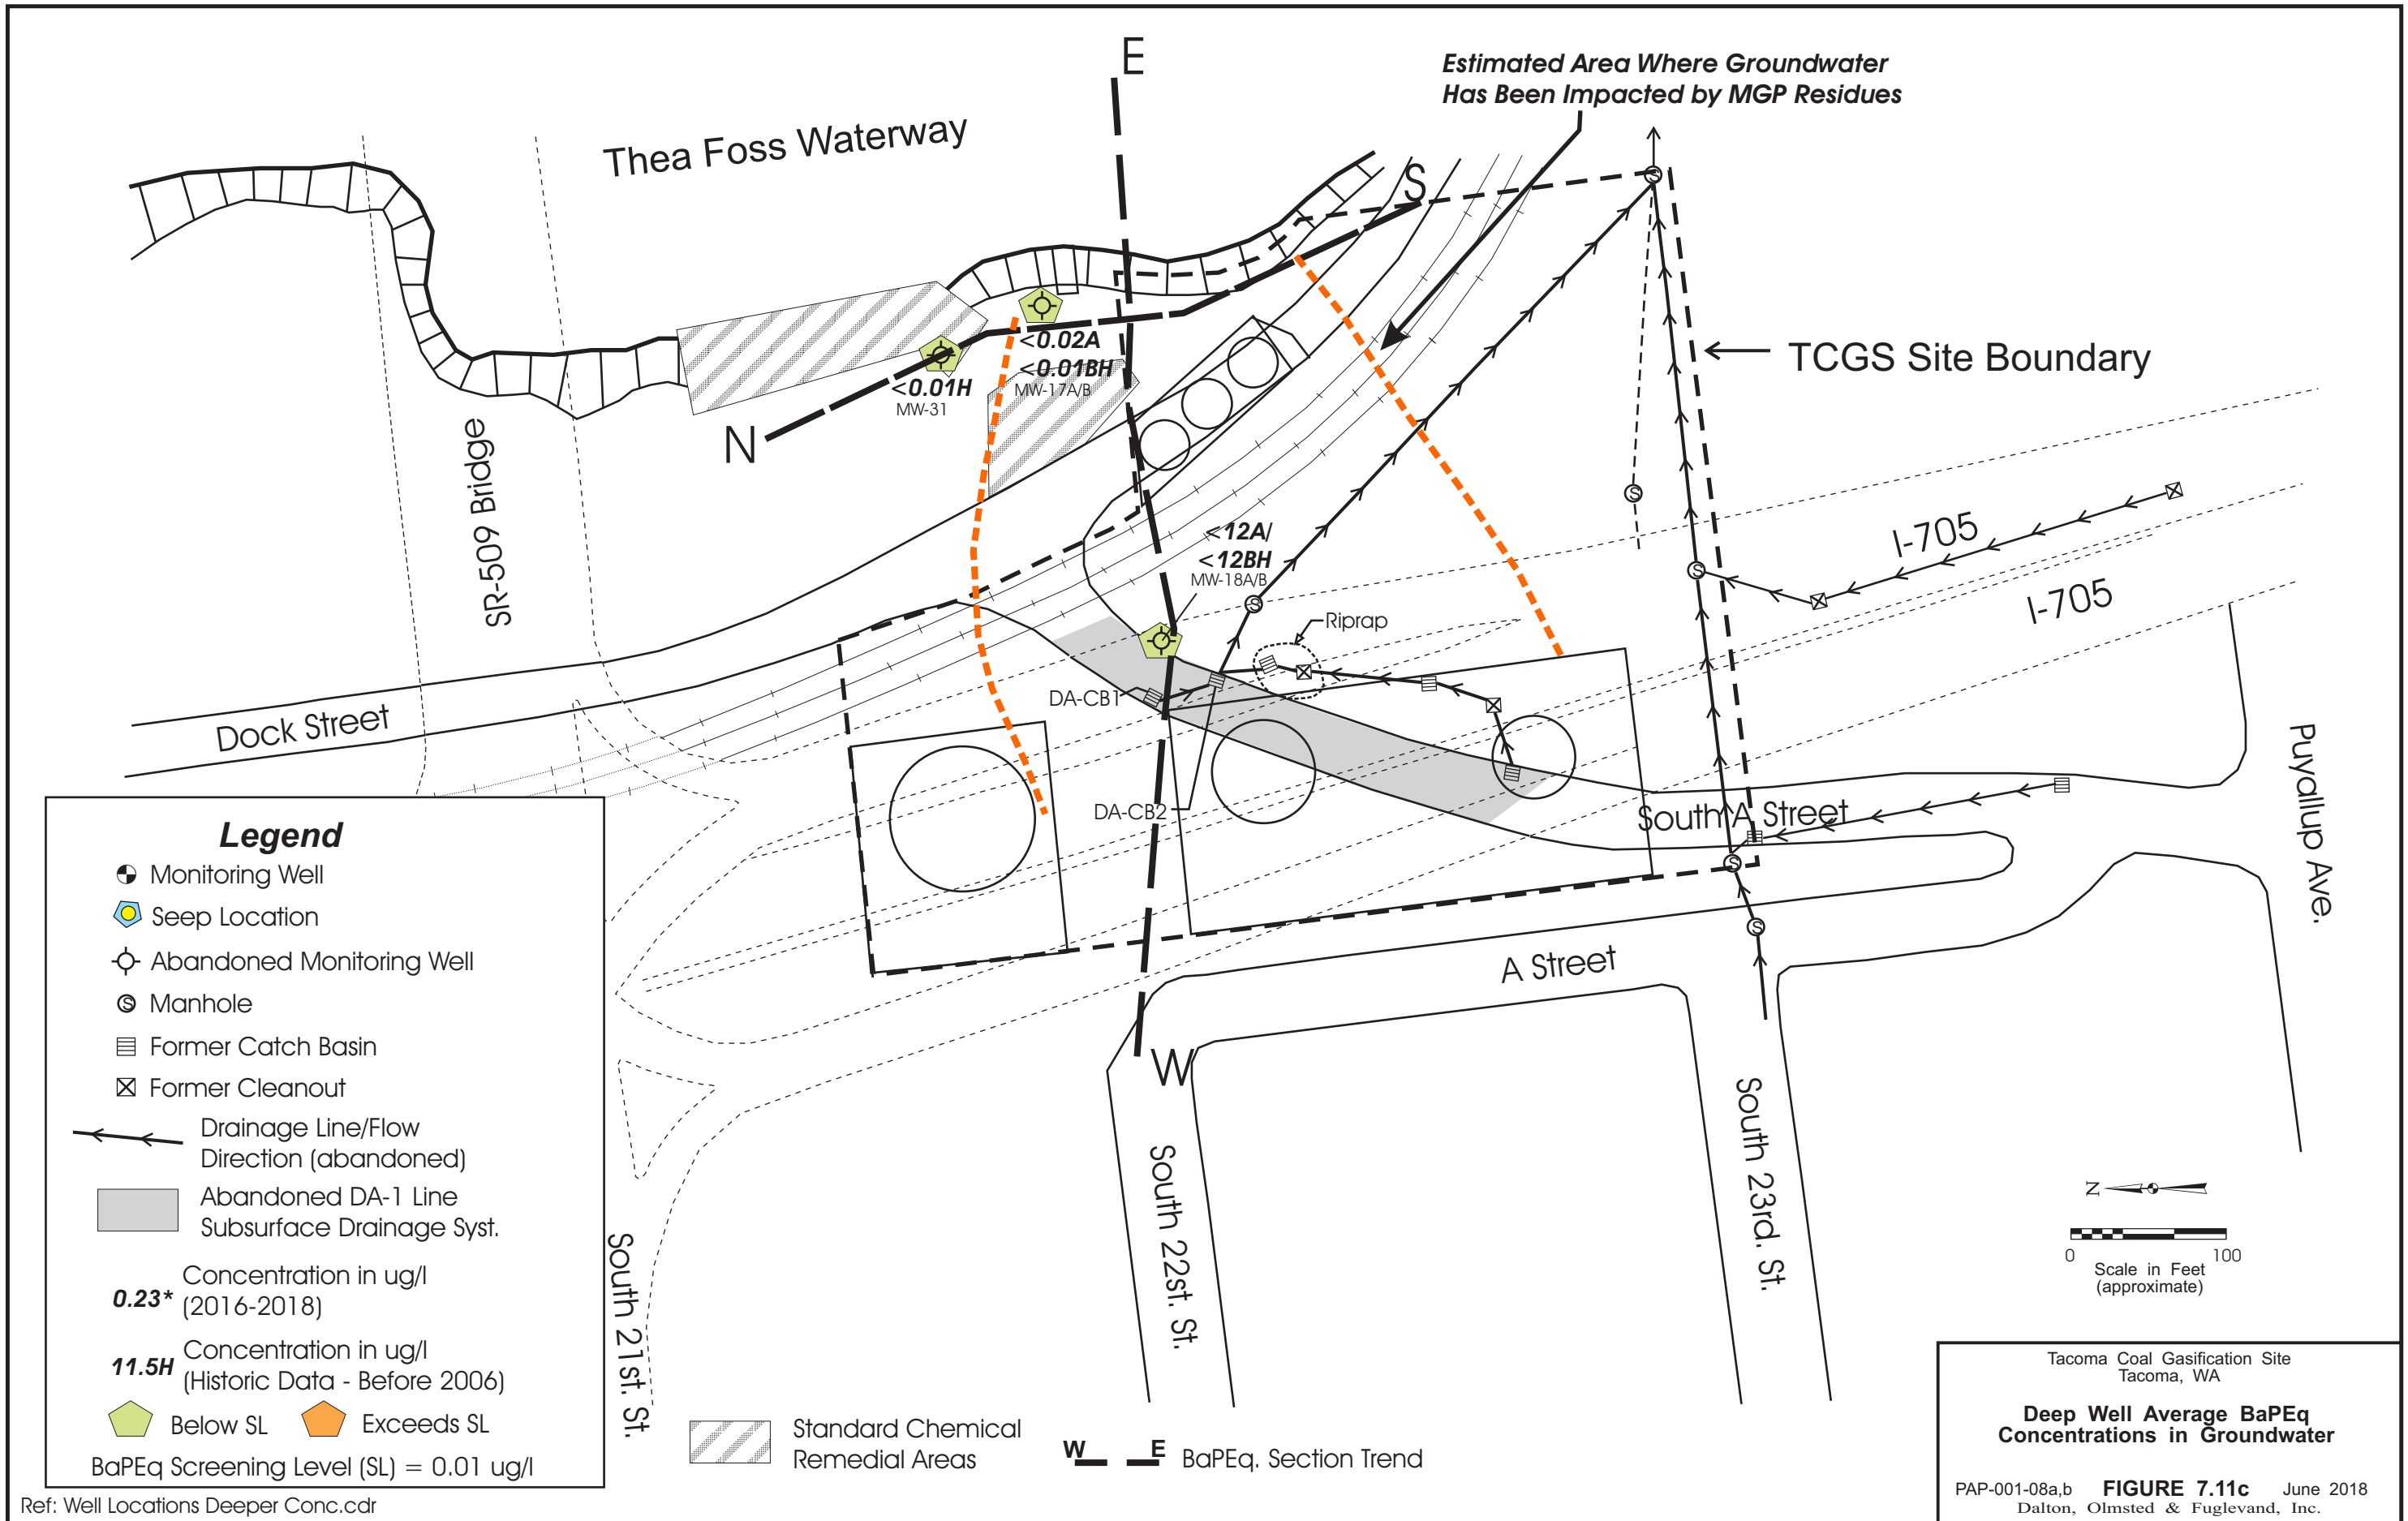 E
Estimated Area Where Groundwater
Has Been Impacted by MGP Residues
Thea Foss Waterway
S
S
<0.02A
<0.01BH
MW-17A/B
<0.01H
MW-31
TCGS Site Boundary
N
SR-509 Bridge
S
<12A/
<12BH
MW-18A/B
I-705
S
I-705
S
Riprap
DA-CB1
Dock Street
DA-CB2
South A Street
Puyallup Ave.
S
S
A Street
W
South 21st. St.
South 22st. St.
South 23rd. St.
Legend
Monitoring Well
Seep Location
Abandoned Monitoring Well
S Manhole
Former Catch Basin
Former Cleanout
Drainage Line/Flow
Direction (abandoned)
Abandoned DA-1 Line
Subsurface Drainage Syst.
0.23* Concentration in ug/l
(2016-2018)
11.5H Concentration in ug/l
(Historic Data - Before 2006)
Below SL Exceeds SL
BaPEq Screening Level (SL) = 0.01 ug/l
Ref: Well Locations Deeper Conc.cdr
Standard Chemical
Remedial Areas
W E BaPEq. Section Trend
N
0 100
Scale in Feet
(approximate)
Tacoma Coal Gasification Site
Tacoma, WA
Deep Well Average BaPEq
Concentrations in Groundwater
PAP-001-08a,b FIGURE 7.11c June 2018
Dalton, Olmsted & Fuglevand, Inc.